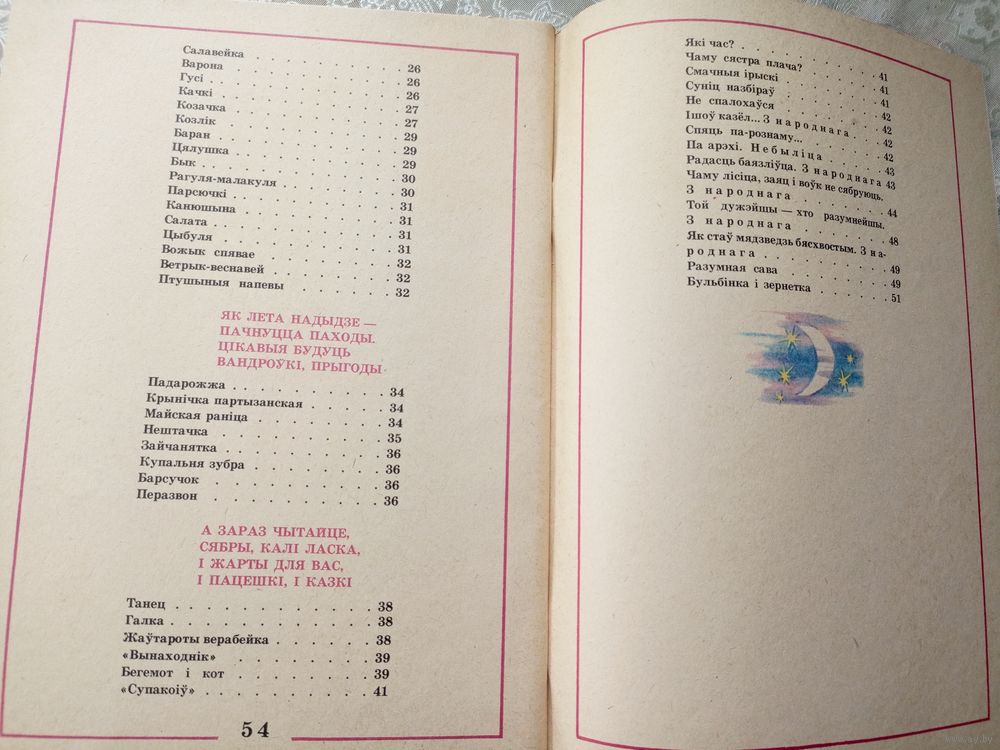 Салавейка . . . . . . . . . . 26
Варона . . . . . . . . . . 26
Гусі . . . . . . . . . . 26
Качкі . . . . . . . . . . 27
Козачка . . . . . . . . . . 27
Козлік . . . . . . . . . . 29
Баран . . . . . . . . . . 29
Цялушка . . . . . . . . . . 29
Бык . . . . . . . . . . 30
Рагуля-малакуля . . . . . . . 30
Парсючкі . . . . . . . . . . 31
Канюшына . . . . . . . . . 31
Салата . . . . . . . . . . 31
Цыбуля . . . . . . . . . . 31
Вожык спявае . . . . . . . . 32
Ветрык-веснавей . . . . . . . 32
Птушыныя напевы . . . . . . 32
ЯК ЛЕТА НАДЫДЗЕ —
ПАЧНУЦЦА ПАХОДЫ.
ЦІКАВЫЯ БУДУЦЬ
ВАНДРОЎКІ, ПРЫГОДЫ
Падарожжа . . . . . . . . . 34
Крынічка партызанская . . . . . 34
Майская раніца . . . . . . . . 34
Нештачка . . . . . . . . . . 35
Зайчанятка . . . . . . . . . 36
Купальня зубра . . . . . . . . 36
Барсучок . . . . . . . . . . 36
Перазвон . . . . . . . . . . 36
А ЗАРАЗ ЧЫТАЙЦЕ,
СЯБРЫ, КАЛІ ЛАСКА,
І ЖАРТЫ ДЛЯ ВАС,
І ПАЦЕШКІ, І КАЗКІ
Танец . . . . . . . . . . . 38
Галка . . . . . . . . . . . 38
Жаўтароты верабейка . . . . . . 38
«Вынаходнік» . . . . . . . . 39
Бегемот і кот . . . . . . . . 39
«Супакоіў» . . . . . . . . . 41
54
Які час? . . . . . . . . . . 41
Чаму сястра плача? . . . . . . 41
Смачныя ірыскі . . . . . . . 41
Суніц назбіраў . . . . . . . 42
Не спалохаўся . . . . . . . 42
Ішоў казёл... З народнага . . . 42
Спяць па-рознаму... . . . . . 42
Па арэхі. Небыліца . . . . . 43
Радасць баязліўца. З народнага 43
Чаму лісіца, заяц і воўк не сябруюць.
З народнага . . . . . . . 44
Той дужэйшы — хто разумнейшы.
З народнага . . . . . . . 48
Як стаў мядзведзь бясхвостым. З на-
роднага . . . . . . . . . 49
Разумная сава . . . . . . . 49
Бульбінка і зернетка . . . . . 51
www.ay.by